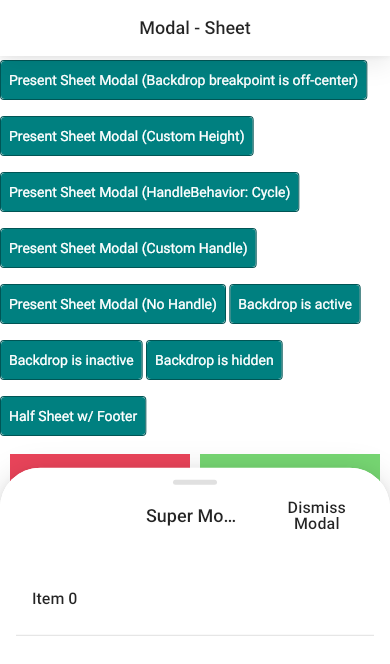 Modal - Sheet
Present Sheet Modal (Backdrop breakpoint is off-center)
Present Sheet Modal (Custom Height)
Present Sheet Modal (HandleBehavior: Cycle)
Present Sheet Modal (Custom Handle)
Present Sheet Modal (No Handle) Backdrop is active
Backdrop is inactive Backdrop is hidden
Half Sheet w/ Footer
Super Mo...
Dismiss
Modal
Item 0